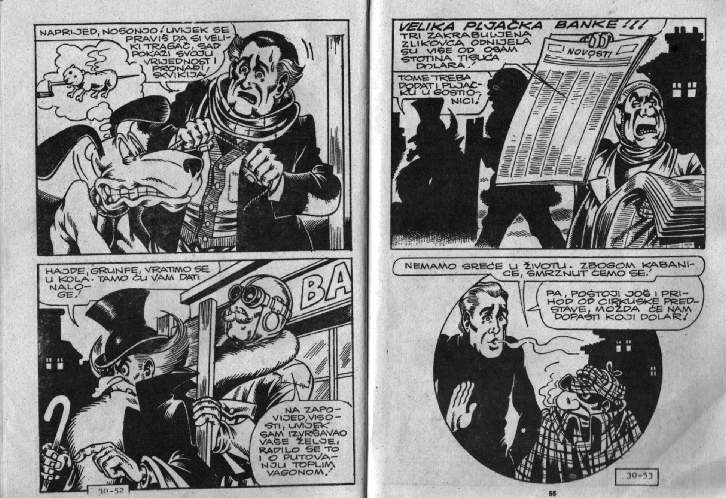 NAPRIJED, NOSONJO! UVIJEK SE
PRAVIŠ DA SI VELI-
KI TRAGAČ, SAD
POKAŽI SVOJU
VRIJEDNOST I
PRONAĐI
SKVIKIJA!
HAJDE, GRUNFE, VRATIMO SE
U KOLA. TAMO ĆU VAM DATI
NALO-
GE!
BA
NA ZAPO-
VIJED, VISO-
STI, UVIJEK
SAM IZVRŠAVAO
VAŠE ŽELJE,
RADILO SE TO
I O PUTOVA-
NJU TOPLIM
VAGONOM!
30-52
VELIKA PLJAČKA BANKE!!!
TRI ZAKRABULJENA
ZLIKOVCA ODNIJELA
SU VIŠE OD OSAM
STOTINA TISUĆA
DOLARA!
TOME TREBA
DODATI PLJAČ-
KU U GOSTIO-
NICI!
NOVOSTI
NEMAMO SREĆE U ŽIVOTU. ZBOG OM KABANI-
CE, SMRZNUT ĆEMO SE!
PA, POSTOJI JOŠ I PRI-
HOD OD CIRKUSKE PRED-
STAVE, MOŽDA ĆE NAM
DOPASTI KOJI DOLAR!
55
30-53